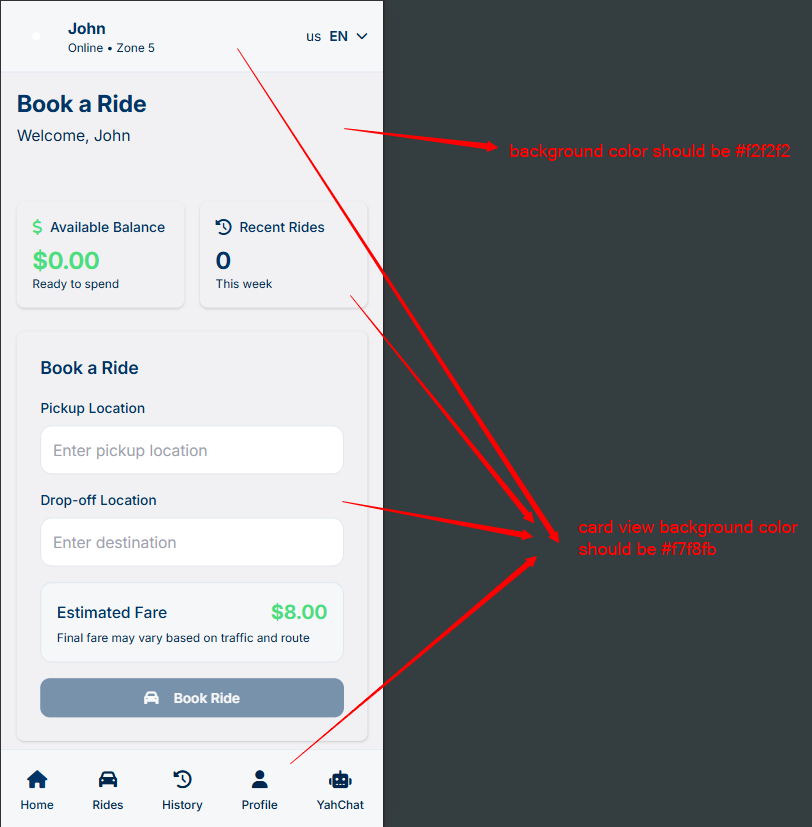 John
Online • Zone 5
us EN
Book a Ride
Welcome, John
background color should be #f2f2f2
$ Available Balance
$0.00
Ready to spend
Recent Rides
0
This week
Book a Ride
Pickup Location
Enter pickup location
Drop-off Location
Enter destination
card view background color
should be #f7f8fb
Estimated Fare $8.00
Final fare may vary based on traffic and route
Book Ride
Home Rides History Profile YahChat